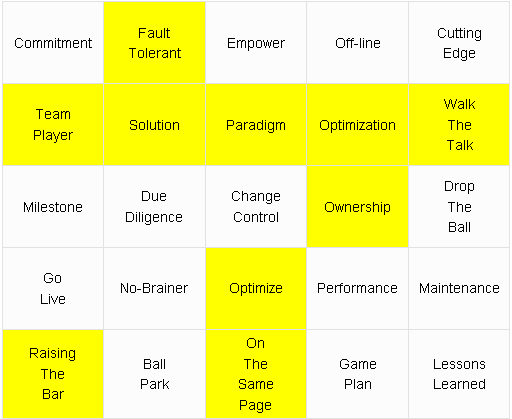 Commitment
Fault
Tolerant
Empower
Off-line
Cutting
Edge
Team
Player
Solution
Paradigm
Optimization
Walk
The
Talk
Milestone
Due
Diligence
Change
Control
Ownership
Drop
The
Ball
Go
Live
No-Brainer
Optimize
Performance
Maintenance
Raising
The
Bar
Ball
Park
On
The
Same
Page
Game
Plan
Lessons
Learned